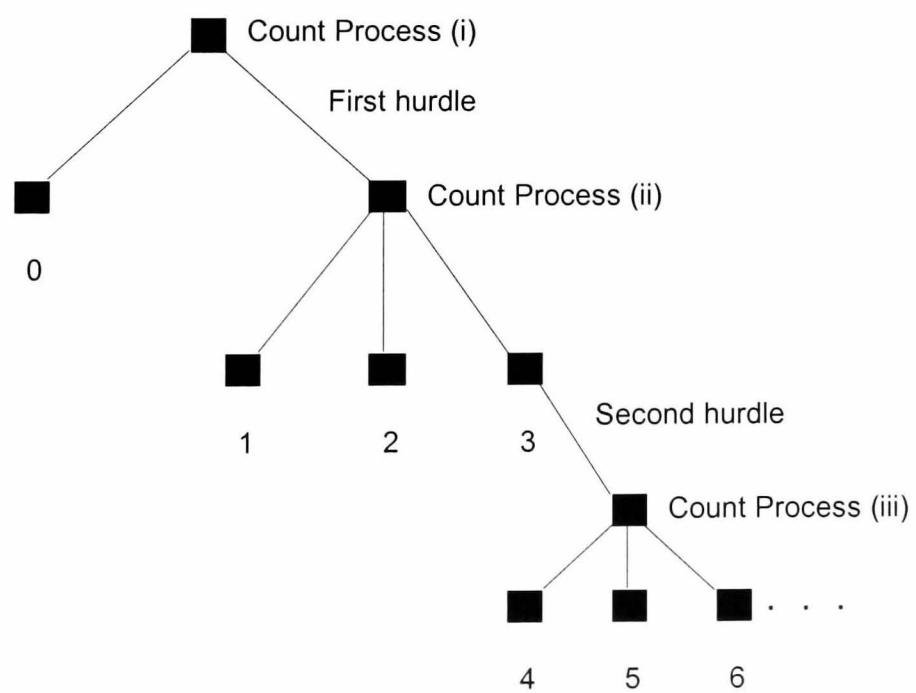 Count Process (i)
First hurdle
Count Process (ii)
0
1 2 3
Second hurdle
Count Process (iii)
4 5 6 . . .